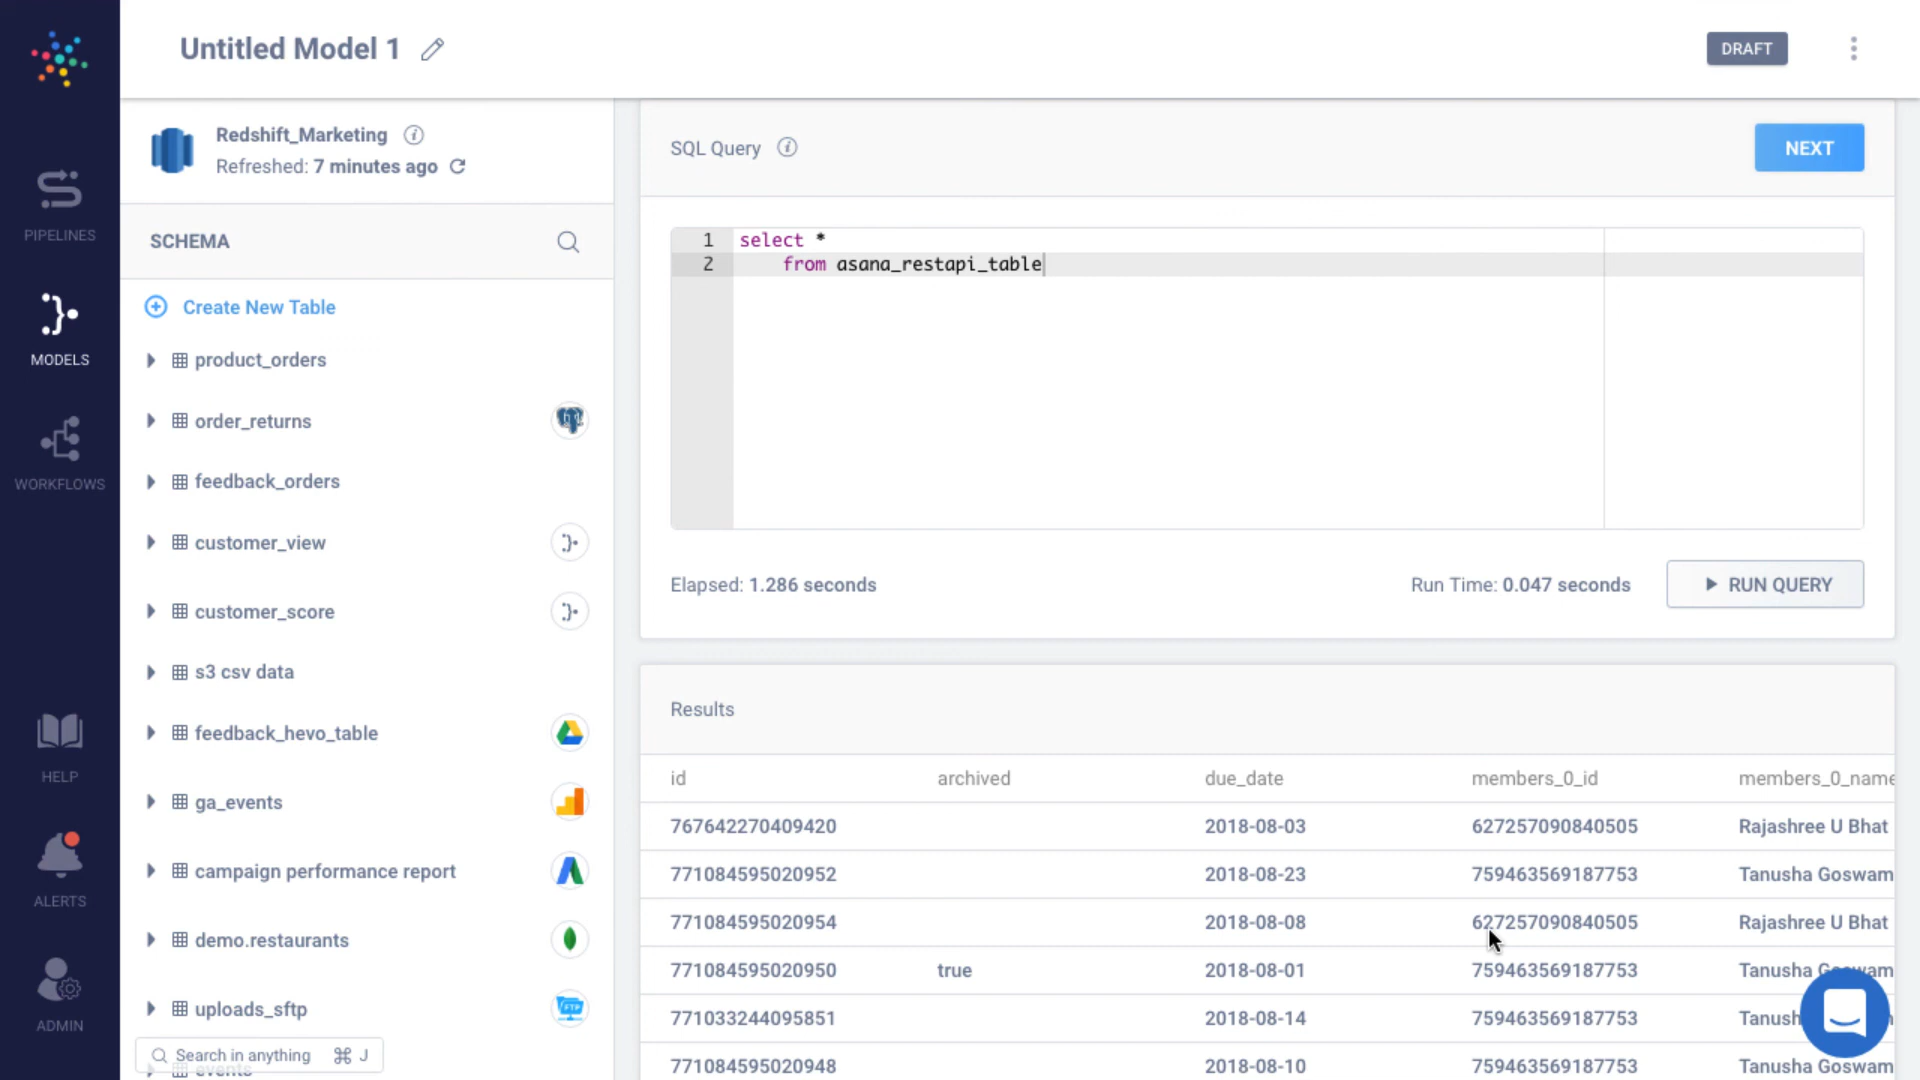 Untitled Model 1
DRAFT
PIPELINES
MODELS
WORKFLOWS
HELP
ALERTS
ADMIN
Redshift_Marketing
Refreshed: 7 minutes ago
SCHEMA
Create New Table
product_orders
order_returns
feedback_orders
customer_view
customer_score
s3 csv data
feedback_hevo_table
ga_events
campaign performance report
demo.restaurants
uploads_sftp
FTP
Search in anything ⌘ J
events
SQL Query
NEXT
1 select *
2 from asana_restapi_table
Elapsed: 1.286 seconds
Run Time: 0.047 seconds
RUN QUERY
Results
id archived due_date members_0_id members_0_name
767642270409420 2018-08-03 627257090840505 Rajashree U Bhat
771084595020952 2018-08-23 759463569187753 Tanusha Goswam
771084595020954 2018-08-08 627257090840505 Rajashree U Bhat
771084595020950 true 2018-08-01 759463569187753 Tanusha Goswam
771033244095851 2018-08-14 759463569187753 Tanush
771084595020948 2018-08-10 759463569187753 Tanusha Goswam